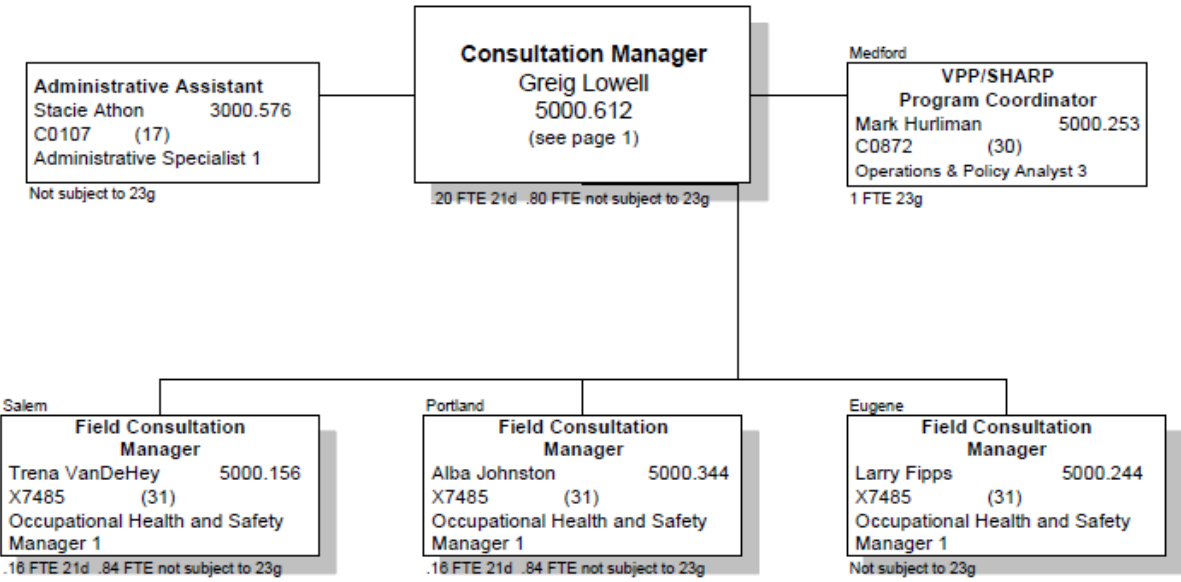 Consultation Manager
Greig Lowell
5000.612
(see page 1)
.20 FTE 21d .80 FTE not subject to 23g
Administrative Assistant
Stacie Athon 3000.576
C0107 (17)
Administrative Specialist 1
Not subject to 23g
Medford
VPP/SHARP
Program Coordinator
Mark Hurliman 5000.253
C0872 (30)
Operations & Policy Analyst 3
1 FTE 23g
Salem
Field Consultation
Manager
Trena VanDeHey 5000.156
X7485 (31)
Occupational Health and Safety
Manager 1
.16 FTE 21d .84 FTE not subject to 23g
Portland
Field Consultation
Manager
Alba Johnston 5000.344
X7485 (31)
Occupational Health and Safety
Manager 1
.16 FTE 21d .84 FTE not subject to 23g
Eugene
Field Consultation
Manager
Larry Fipps 5000.244
X7485 (31)
Occupational Health and Safety
Manager 1
Not subject to 23g